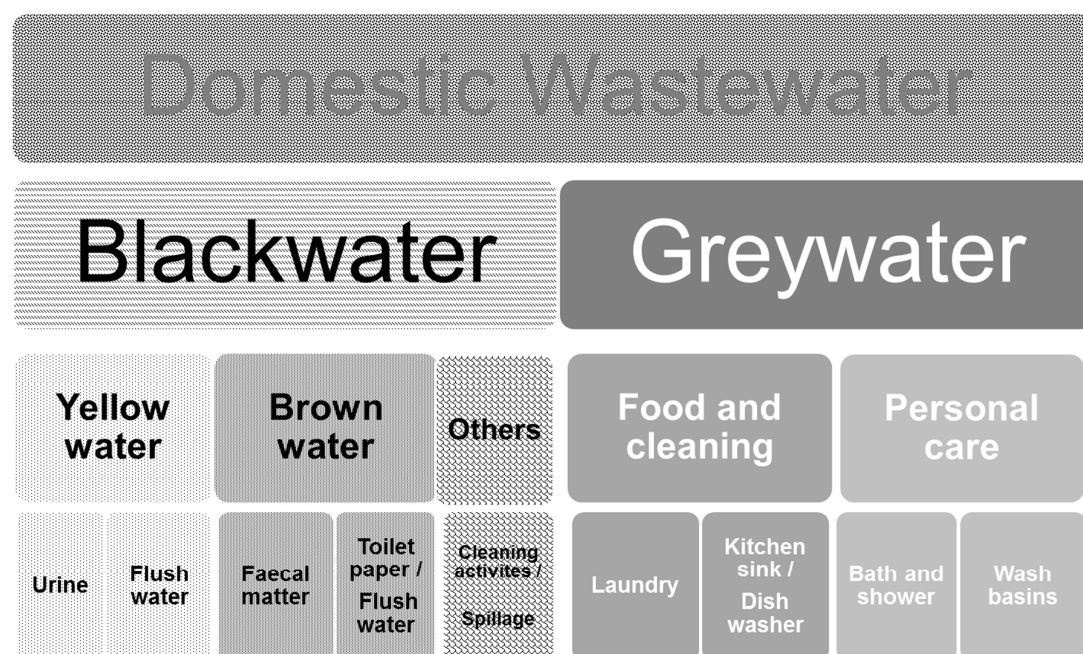 Domestic Wastewater
Blackwater
Greywater
Yellow
water
Brown
water
Others
Food and
cleaning
Personal
care
Urine
Flush
water
Faecal
matter
Toilet
paper /
Flush
water
Cleaning
activites /
Spillage
Laundry
Kitchen
sink /
Dish
washer
Bath and
shower
Wash
basins